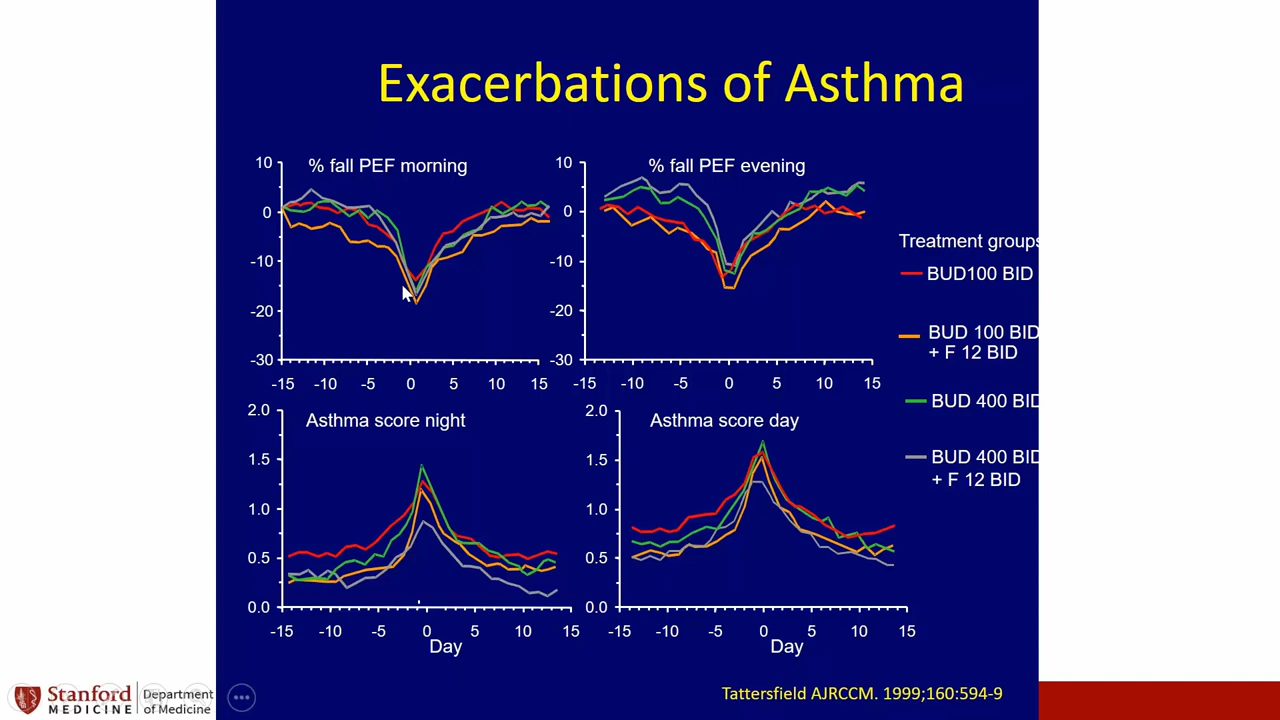 Exacerbations of Asthma
% fall PEF morning
10
0
-10
-20
-30
-15 -10 -5 0 5 10 15
% fall PEF evening
10
0
-10
-20
-30
-15 -10 -5 0 5 10 15
Treatment groups
BUD100 BID
BUD 100 BID
+ F 12 BID
BUD 400 BID
BUD 400 BID
+ F 12 BID
Asthma score night
2.0
1.5
1.0
0.5
0.0
-15 -10 -5 0 5 10 15
Day
Asthma score day
2.0
1.5
1.0
0.5
0.0
-15 -10 -5 0 5 10 15
Day
Tattersfield AJRCCM. 1999;160:594-9
Stanford
MEDICINE
Department
of Medicine